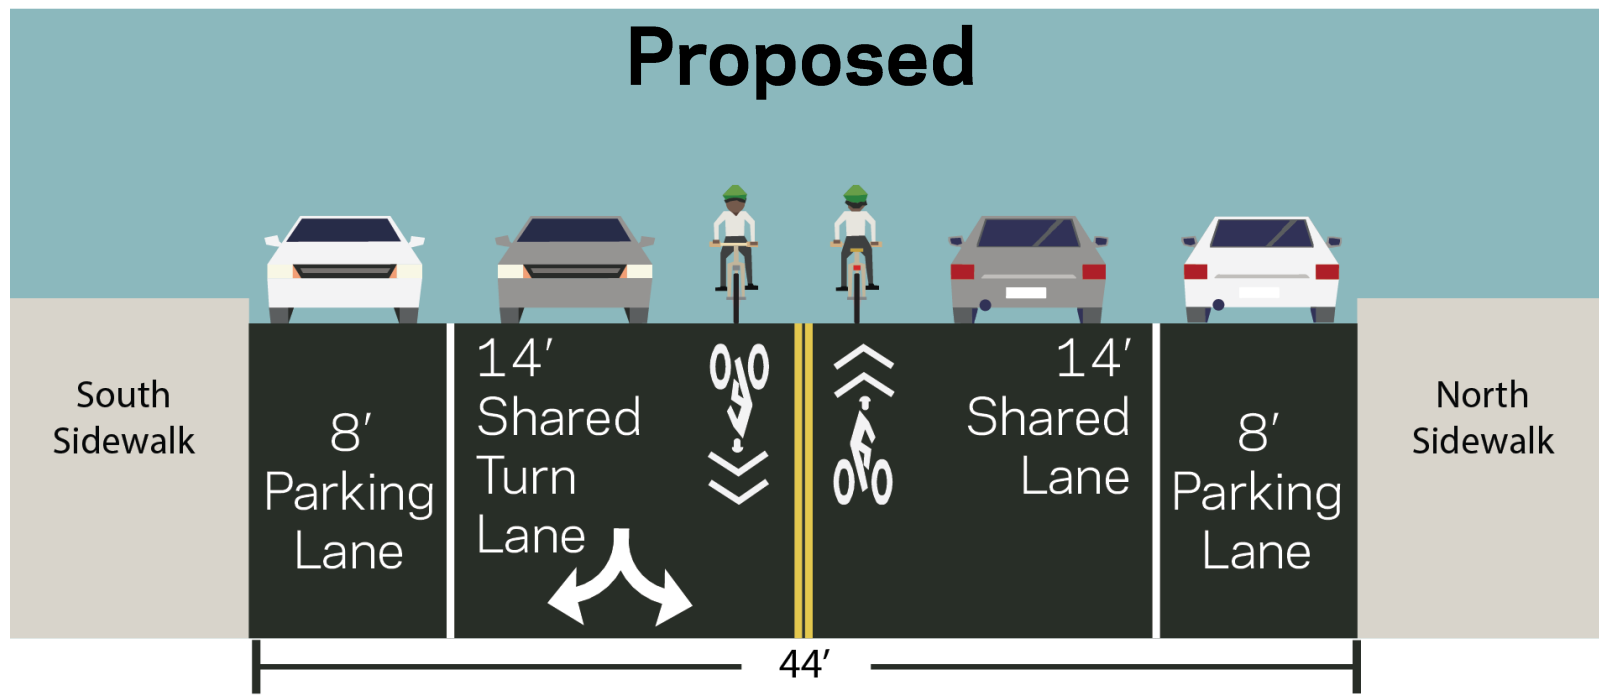 Proposed
South
Sidewalk
8′
Parking
Lane
14′
Shared
Turn
Lane
14′
Shared
Lane
8′
Parking
Lane
North
Sidewalk
44′